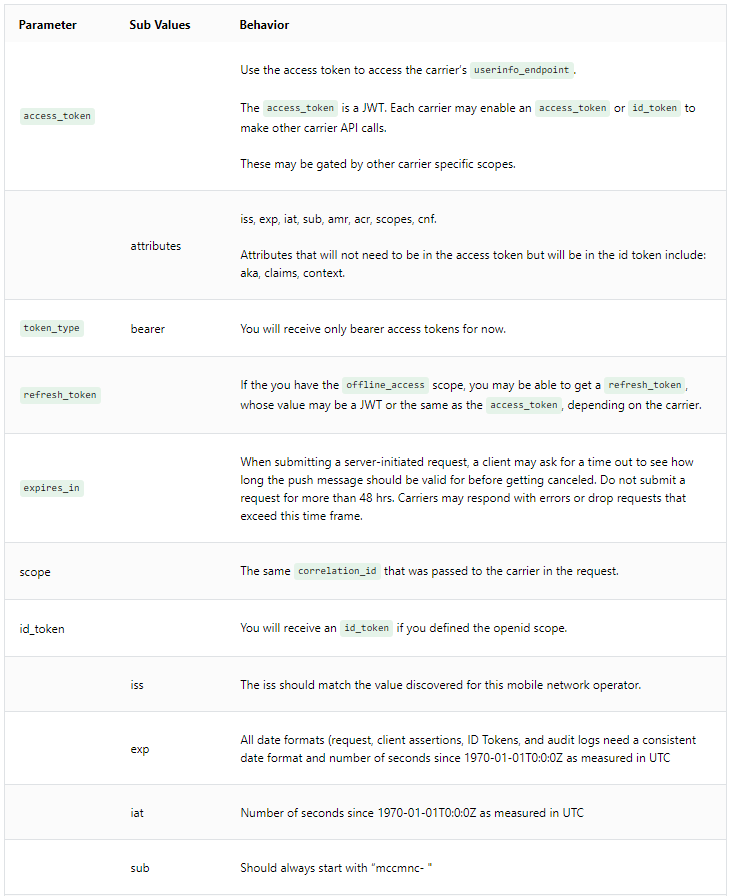 Parameter Sub Values Behavior
Use the access token to access the carrier's userinfo_endpoint.
access_token
The access_token is a JWT. Each carrier may enable an access_token or id_token to
make other carrier API calls.
These may be gated by other carrier specific scopes.
attributes
iss, exp, iat, sub, amr, acr, scopes, cnf.
Attributes that will not need to be in the access token but will be in the id token include:
aka, claims, context.
token_type bearer You will receive only bearer access tokens for now.
refresh_token
If the you have the offline_access scope, you may be able to get a refresh_token,
whose value may be a JWT or the same as the access_token, depending on the carrier.
expires_in
When submitting a server-initiated request, a client may ask for a time out to see how
long the push message should be valid for before getting canceled. Do not submit a
request for more than 48 hrs. Carriers may respond with errors or drop requests that
exceed this time frame.
scope The same correlation_id that was passed to the carrier in the request.
id_token You will receive an id_token if you defined the openid scope.
iss The iss should match the value discovered for this mobile network operator.
exp
All date formats (request, client assertions, ID Tokens, and audit logs need a consistent
date format and number of seconds since 1970-01-01T0:0:0Z as measured in UTC
iat Number of seconds since 1970-01-01T0:0:0Z as measured in UTC
sub Should always start with “mccmnc- "